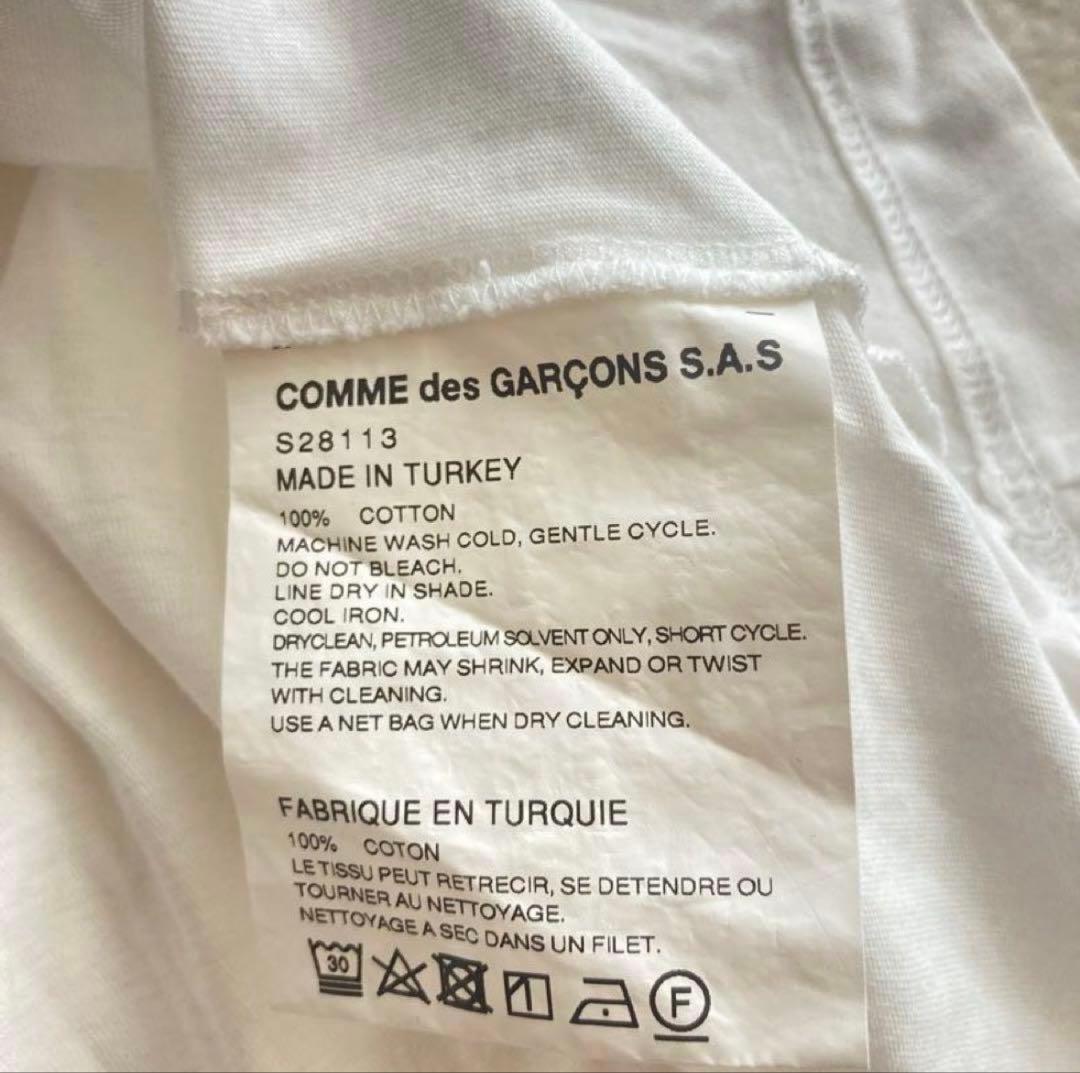 COMME des GARÇONS S.A.S
S28113
MADE IN TURKEY
100% COTTON
MACHINE WASH COLD, GENTLE CYCLE.
DO NOT BLEACH.
LINE DRY IN SHADE.
COOL IRON.
DRYCLEAN, PETROLEUM SOLVENT ONLY, SHORT CYCLE.
THE FABRIC MAY SHRINK, EXPAND OR TWIST
WITH CLEANING.
USE A NET BAG WHEN DRY CLEANING.
FABRIQUE EN TURQUIE
100% COTON
LE TISSU PEUT RETRECIR, SE DETENDRE OU
TOURNER AU NETTOYAGE.
NETTOYAGE A SEC DANS UN FILET.
30 F